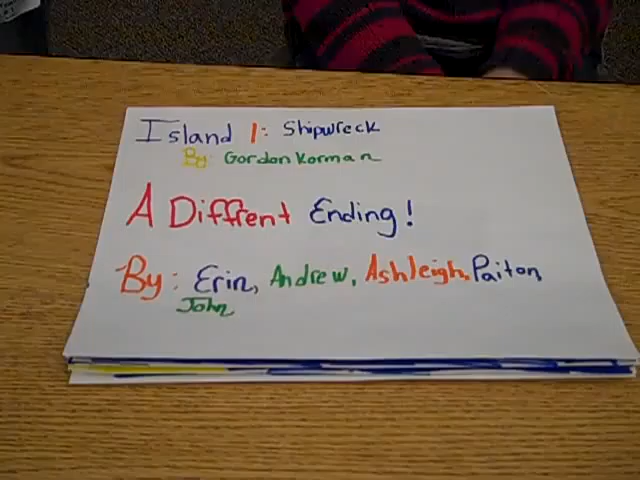 Island 1: Shipwreck
By: Gordon Korman
A Diffrent Ending!
By: Erin, Andrew, Ashleigh, Paiton,
John